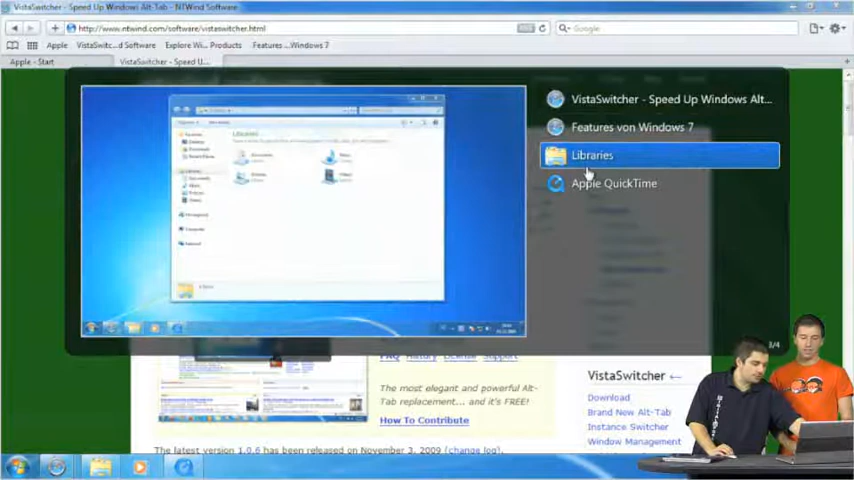 VistaSwitcher - Speed Up Windows Alt-Tab - NTWind Software
http://www.ntwind.com/software/vistaswitcher.html
Google
Apple VistaSwitc...d Software Explore Wi... Products Features ...Windows 7
Apple - Start
VistaSwitcher - Speed U...
VistaSwitcher - Speed Up Windows Alt...
Features von Windows 7
Libraries
Apple QuickTime
Libraries
3/4
FAQ History License Support
The most elegant and powerful Alt-
Tab replacement... and it's FREE!
How To Contribute
The latest version 1.0.6 has been released on November 3, 2009 (change log).
VistaSwitcher ←
Download
Brand New Alt-Tab
Instance Switcher
Window Management